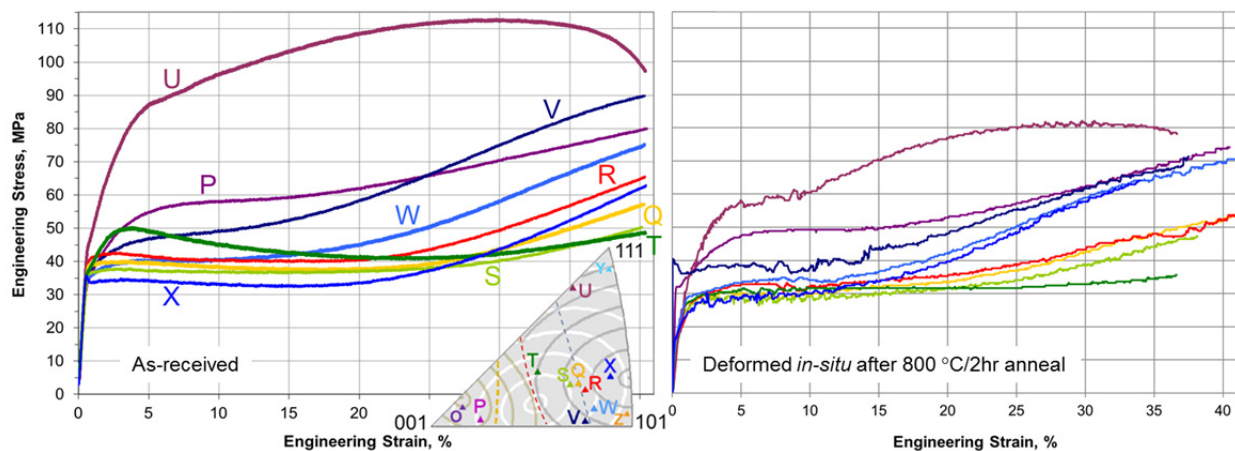 Engineering Stress, MPa
110
100
90
80
70
60
50
40
30
20
10
0
U
P
V
W
R
Q
T
S
X
As-received
0
5
10
15
20
Engineering Strain, %
111
Y
U
T
S
Q
X
R
O
P
V
W
Z
001
101
Deformed in-situ after 800 °C/2hr anneal
0
5
10
15
20
25
30
35
40
Engineering Strain, %